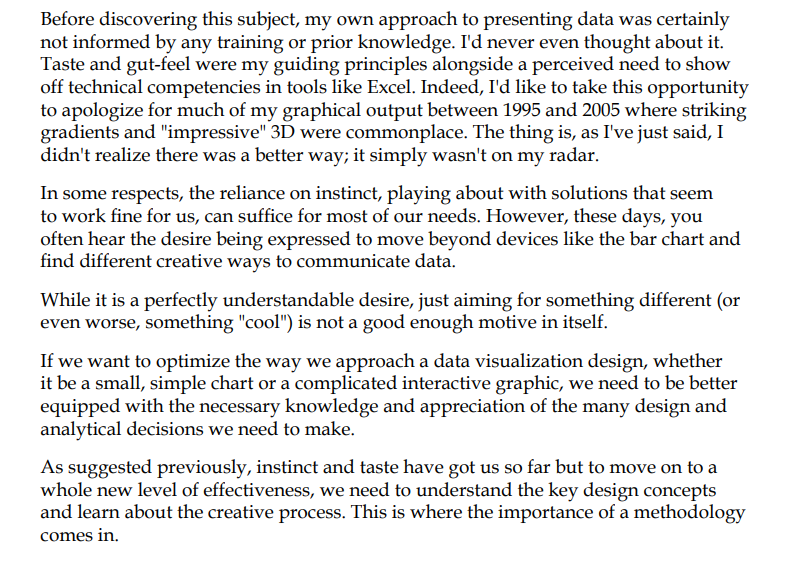 Before discovering this subject, my own approach to presenting data was certainly
not informed by any training or prior knowledge. I'd never even thought about it.
Taste and gut-feel were my guiding principles alongside a perceived need to show
off technical competencies in tools like Excel. Indeed, I'd like to take this opportunity
to apologize for much of my graphical output between 1995 and 2005 where striking
gradients and "impressive" 3D were commonplace. The thing is, as I've just said, I
didn't realize there was a better way; it simply wasn't on my radar.
In some respects, the reliance on instinct, playing about with solutions that seem
to work fine for us, can suffice for most of our needs. However, these days, you
often hear the desire being expressed to move beyond devices like the bar chart and
find different creative ways to communicate data.
While it is a perfectly understandable desire, just aiming for something different (or
even worse, something "cool") is not a good enough motive in itself.
If we want to optimize the way we approach a data visualization design, whether
it be a small, simple chart or a complicated interactive graphic, we need to be better
equipped with the necessary knowledge and appreciation of the many design and
analytical decisions we need to make.
As suggested previously, instinct and taste have got us so far but to move on to a
whole new level of effectiveness, we need to understand the key design concepts
and learn about the creative process. This is where the importance of a methodology
comes in.